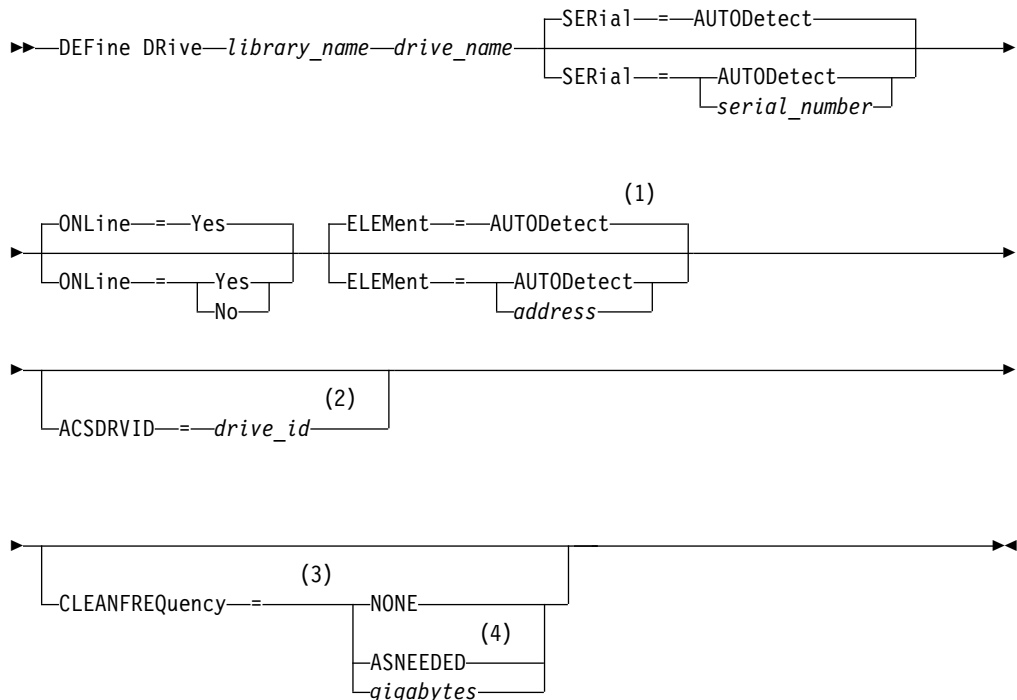 SERial = AUTODetect
DEFine DRive library_name drive_name
SERial = AUTODetect
serial_number
(1)
ONLine = Yes ELEMent = AUTODetect
ONLine = Yes ELEMent = AUTODetect
No address
(2)
ACSDRVID = drive_id
(3)
CLEANFREQuency = NONE
(4)
ASNEEDED
gigabytes